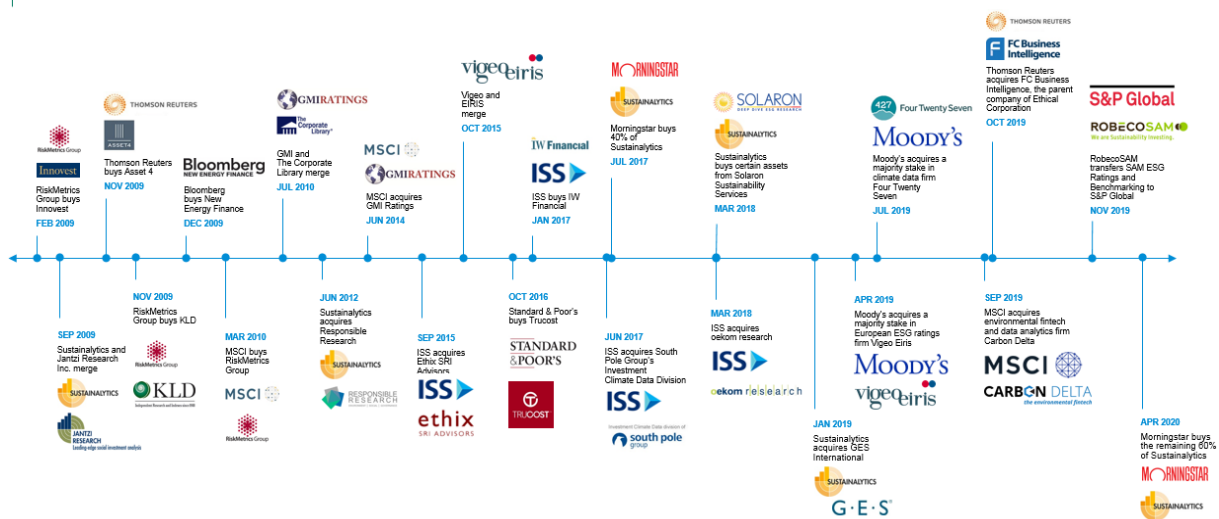 RiskMetrics Group
Innovest
RiskMetrics
Group buys
Innovest
FEB 2009
THOMSON REUTERS
ASSET4
Thomson Reuters
buys Asset 4
NOV 2009
Bloomberg
NEW ENERGY FINANCE
Bloomberg
buys New
Energy Finance
DEC 2009
GMIRATINGS
The
Corporate
Library
GMI and
The Corporate
Library merge
JUL 2010
MSCI
GMIRATINGS
MSCI acquires
GMI Ratings
JUN 2014
vigeoeiris
Vigeo and
EIRIS
merge
OCT 2015
IW Financial
ISS
ISS buys IW
Financial
JAN 2017
MORNINGSTAR
SUSTAINALYTICS
Morningstar buys
40% of
Sustainalytics
JUL 2017
SOLARON
DEEP DIVE ESG RESEARCH
SUSTAINALYTICS
Sustainalytics
buys certain assets
from Solaron
Sustainability
Services
MAR 2018
427 Four Twenty Seven
MOODY'S
Moody's acquires a
majority stake in
climate data firm
Four Twenty
Seven
JUL 2019
THOMSON REUTERS
F FC Business
Intelligence
Thomson Reuters
acquires FC Business
Intelligence, the parent
company of Ethical
Corporation
OCT 2019
S&P Global
ROBECOSAM
We are Sustainability Investing.
RobecoSAM
transfers SAM ESG
Ratings and
Benchmarking to
S&P Global
NOV 2019
SEP 2009
Sustainalytics and
Jantzi Research
Inc. merge
SUSTAINALYTICS
JANTZI
RESEARCH
Leading edge social investment analysis
NOV 2009
RiskMetrics
Group buys KLD
RiskMetrics Group
KLD
MAR 2010
MSCI buys
RiskMetrics
Group
MSCI
RiskMetrics Group
JUN 2012
Sustainalytics
acquires
Responsible
Research
SUSTAINALYTICS
RESPONSIBLE
RESEARCH
SEP 2015
ISS acquires
Ethix SRI
Advisors
ISS
ethix
SRI ADVISORS
OCT 2016
Standard & Poor's
buys Trucost
STANDARD
&POOR'S
TRUCOST
JUN 2017
ISS acquires South
Pole Group's
Investment
Climate Data Division
ISS
Investment Climate Data division of
south pole
group
MAR 2018
ISS acquires
oekom research
ISS
oekom research
JAN 2019
Sustainalytics
acquires GES
International
SUSTAINALYTICS
G·E·S
APR 2019
Moody's acquires a
majority stake in
European ESG ratings
firm Vigeo Eiris
MOODY'S
vigeoeiris
SEP 2019
MSCI acquires
environmental fintech
and data analytics firm
Carbon Delta
MSCI
CARBON DELTA
the environmental fintech
APR 2020
Morningstar buys
the remaining 60%
of Sustainalytics
MORNINGSTAR
SUSTAINALYTICS